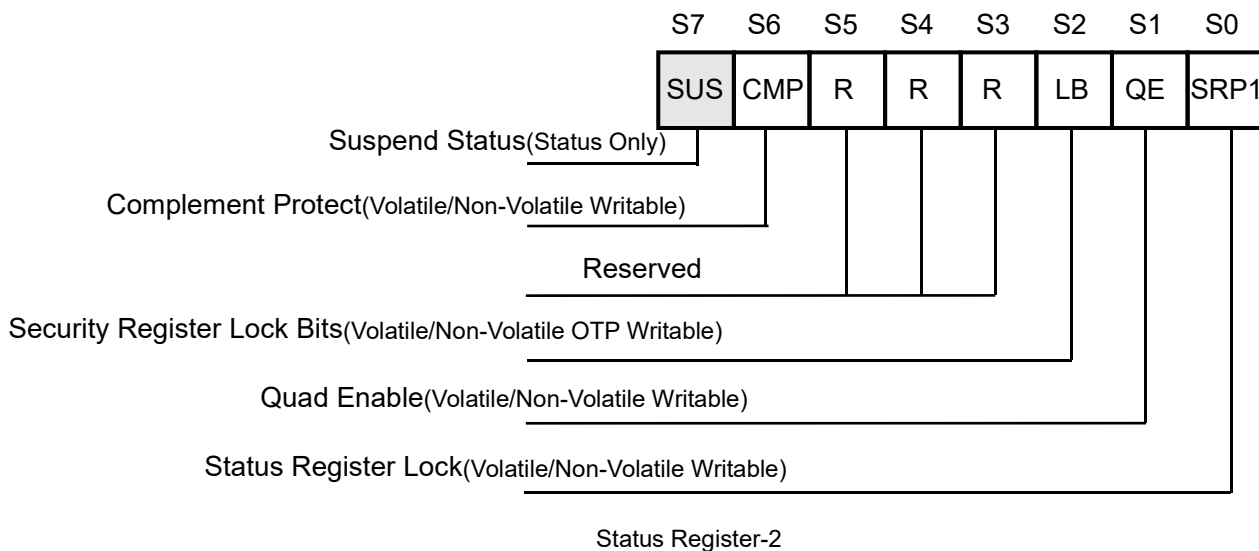 S7 S6 S5 S4 S3 S2 S1 S0
SUS CMP R R R LB QE SRP1
Suspend Status(Status Only)
Complement Protect(Volatile/Non-Volatile Writable)
Reserved
Security Register Lock Bits(Volatile/Non-Volatile OTP Writable)
Quad Enable(Volatile/Non-Volatile Writable)
Status Register Lock(Volatile/Non-Volatile Writable)
Status Register-2